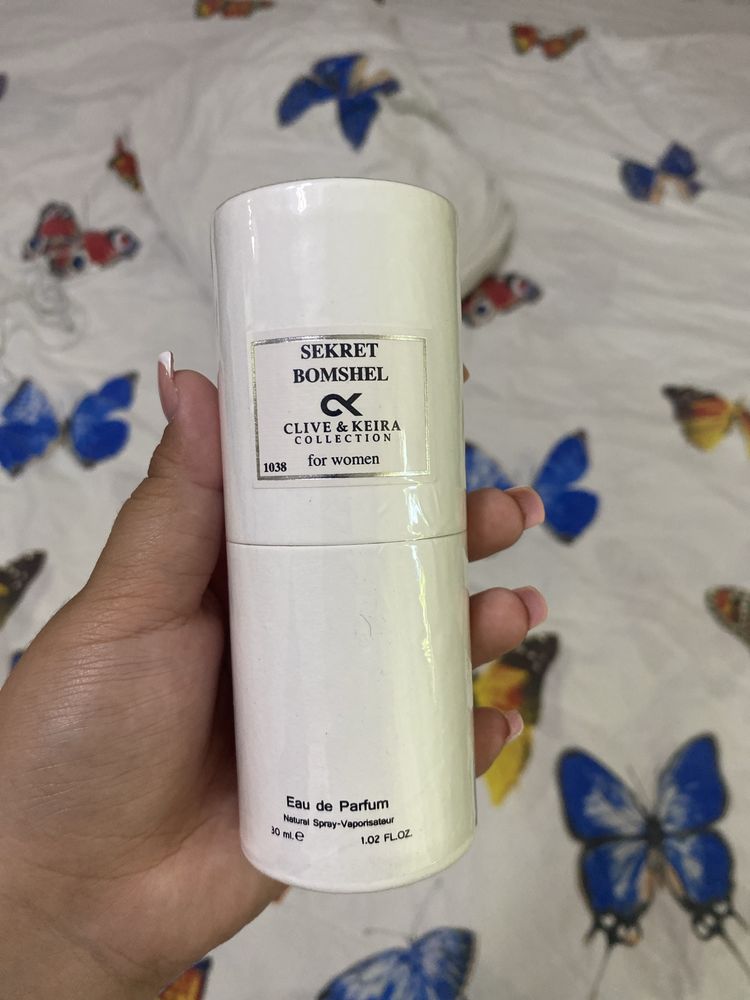 SEKRET
BOMSHEL
CK
CLIVE & KEIRA
COLLECTION
1038 for women
Eau de Parfum
Natural Spray-Vaporisateur
30 ml.e 1.02 FL.OZ.